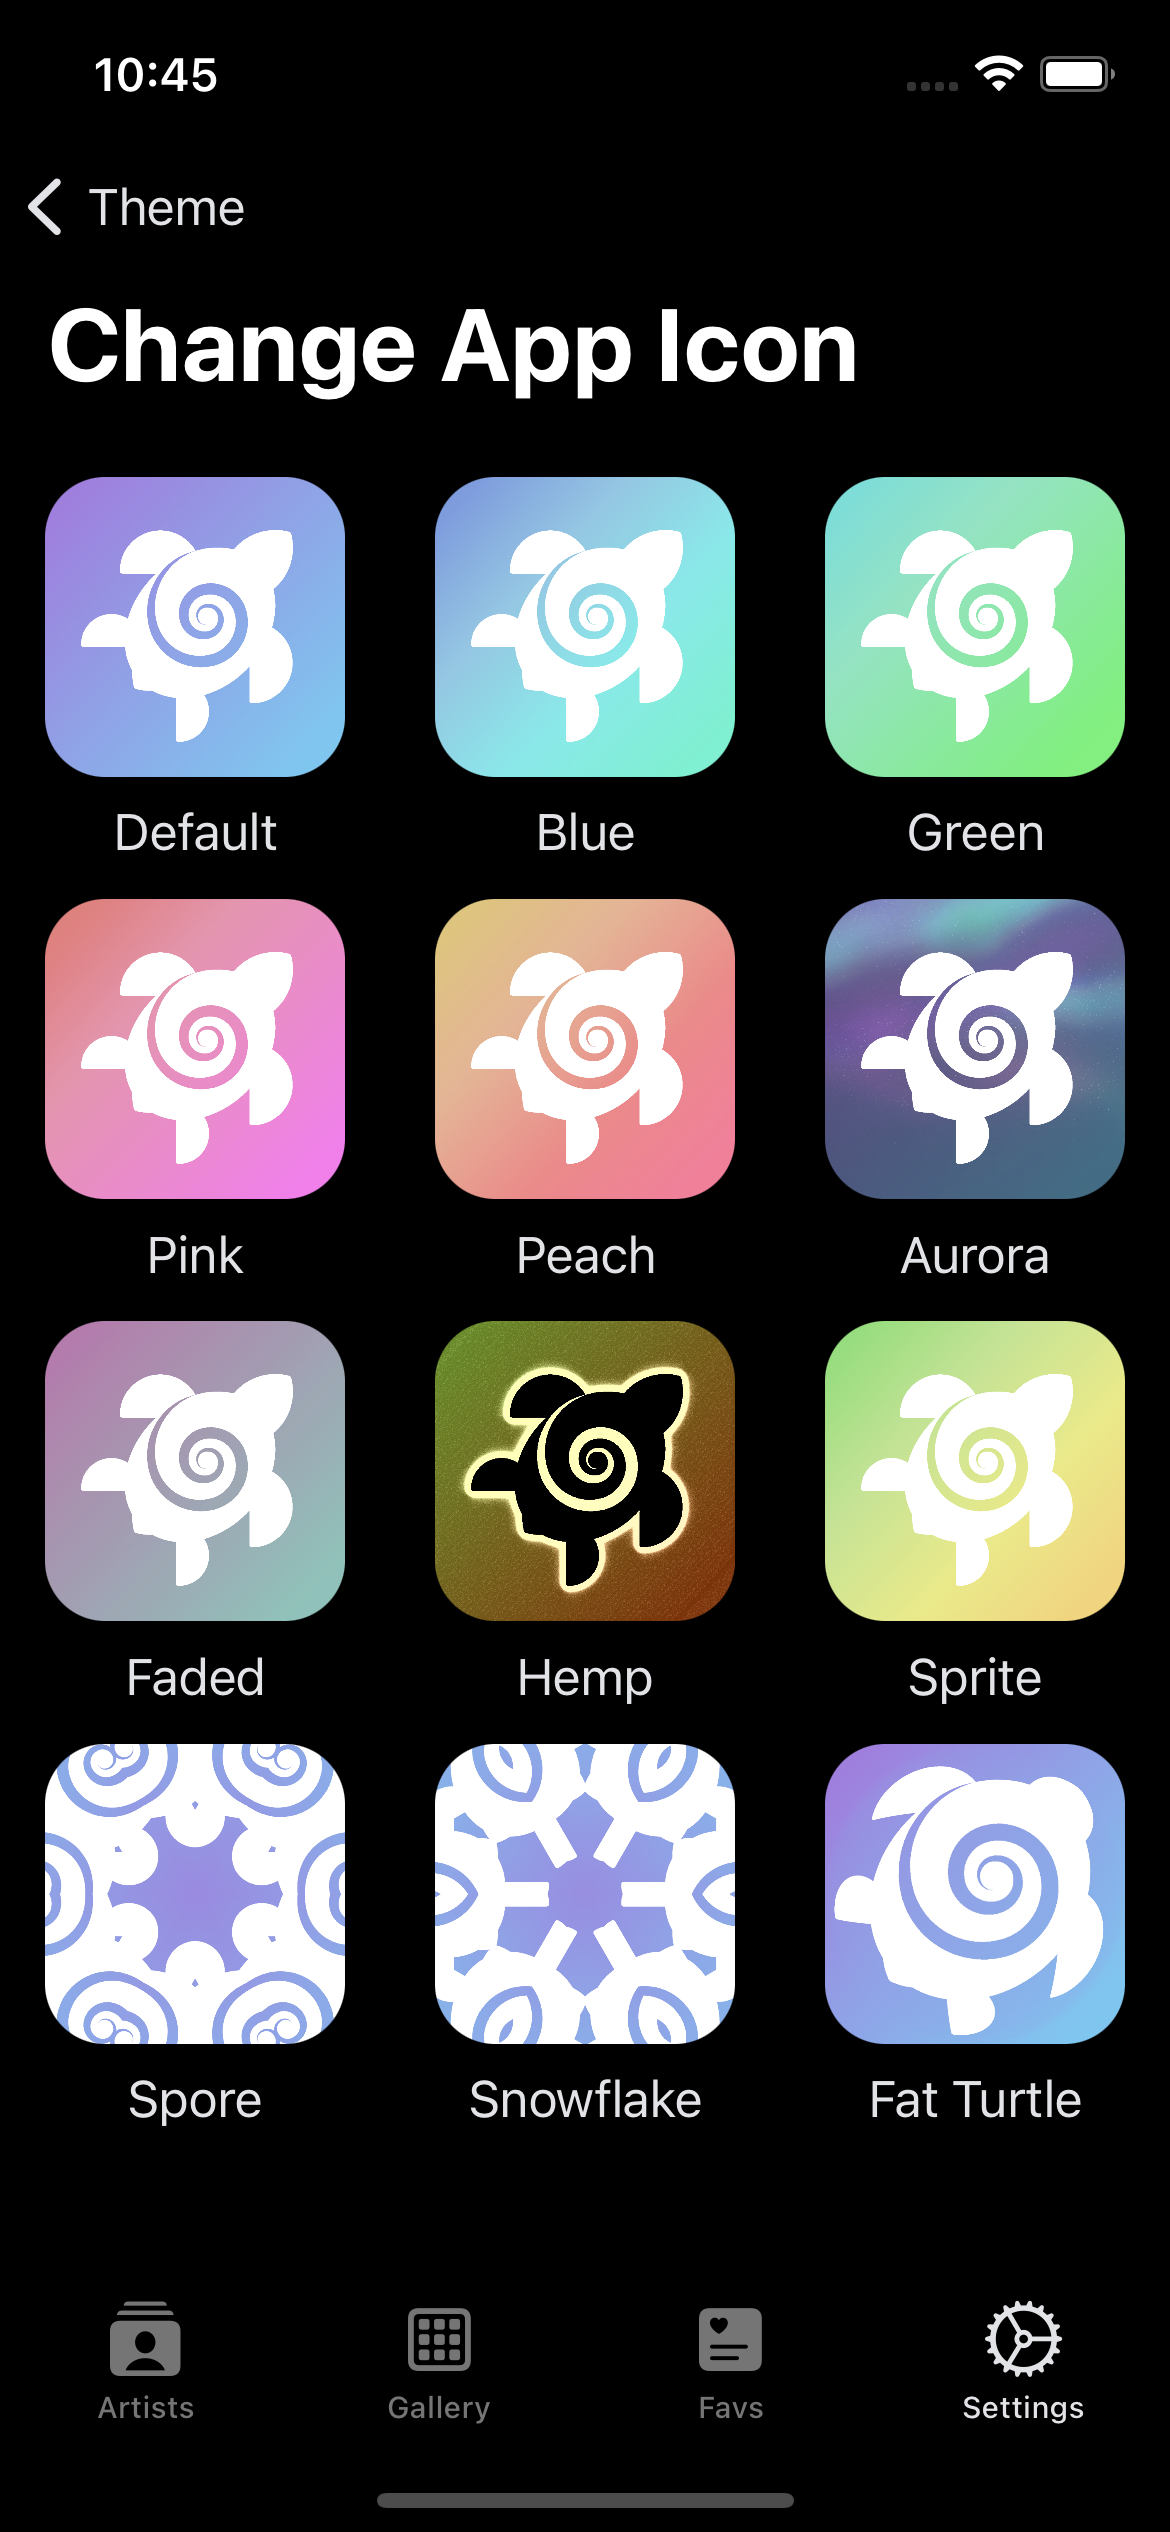 10:45
Theme
Change App Icon
Default
Blue
Green
Pink
Peach
Aurora
Faded
Hemp
Sprite
Spore
Snowflake
Fat Turtle
Artists
Gallery
Favs
Settings